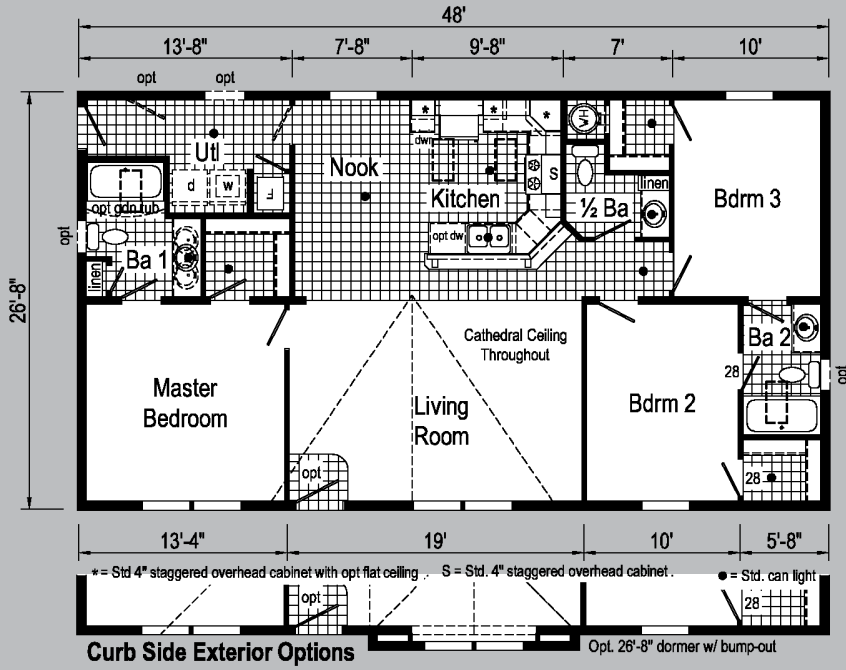 48'
13'-8"
7'-8"
9'-8"
7'
10'
opt
opt
26'-8"
Utl
d
w
F
Nook
*
*
*
dwr
Kitchen
S
opt dw
WH
linen
½ Ba
Bdrm 3
opt gdn tub
opt
Ba 1
linen
Master
Bedroom
Cathedral Ceiling
Throughout
Living
Room
opt
Bdrm 2
Ba 2
28
opt
28
13'-4"
19'
10'
5'-8"
* = Std 4" staggered overhead cabinet with opt flat ceiling . S = Std. 4" staggered overhead cabinet . ● = Std. can light
opt
28
Curb Side Exterior Options
Opt. 26'-8" dormer w/ bump-out